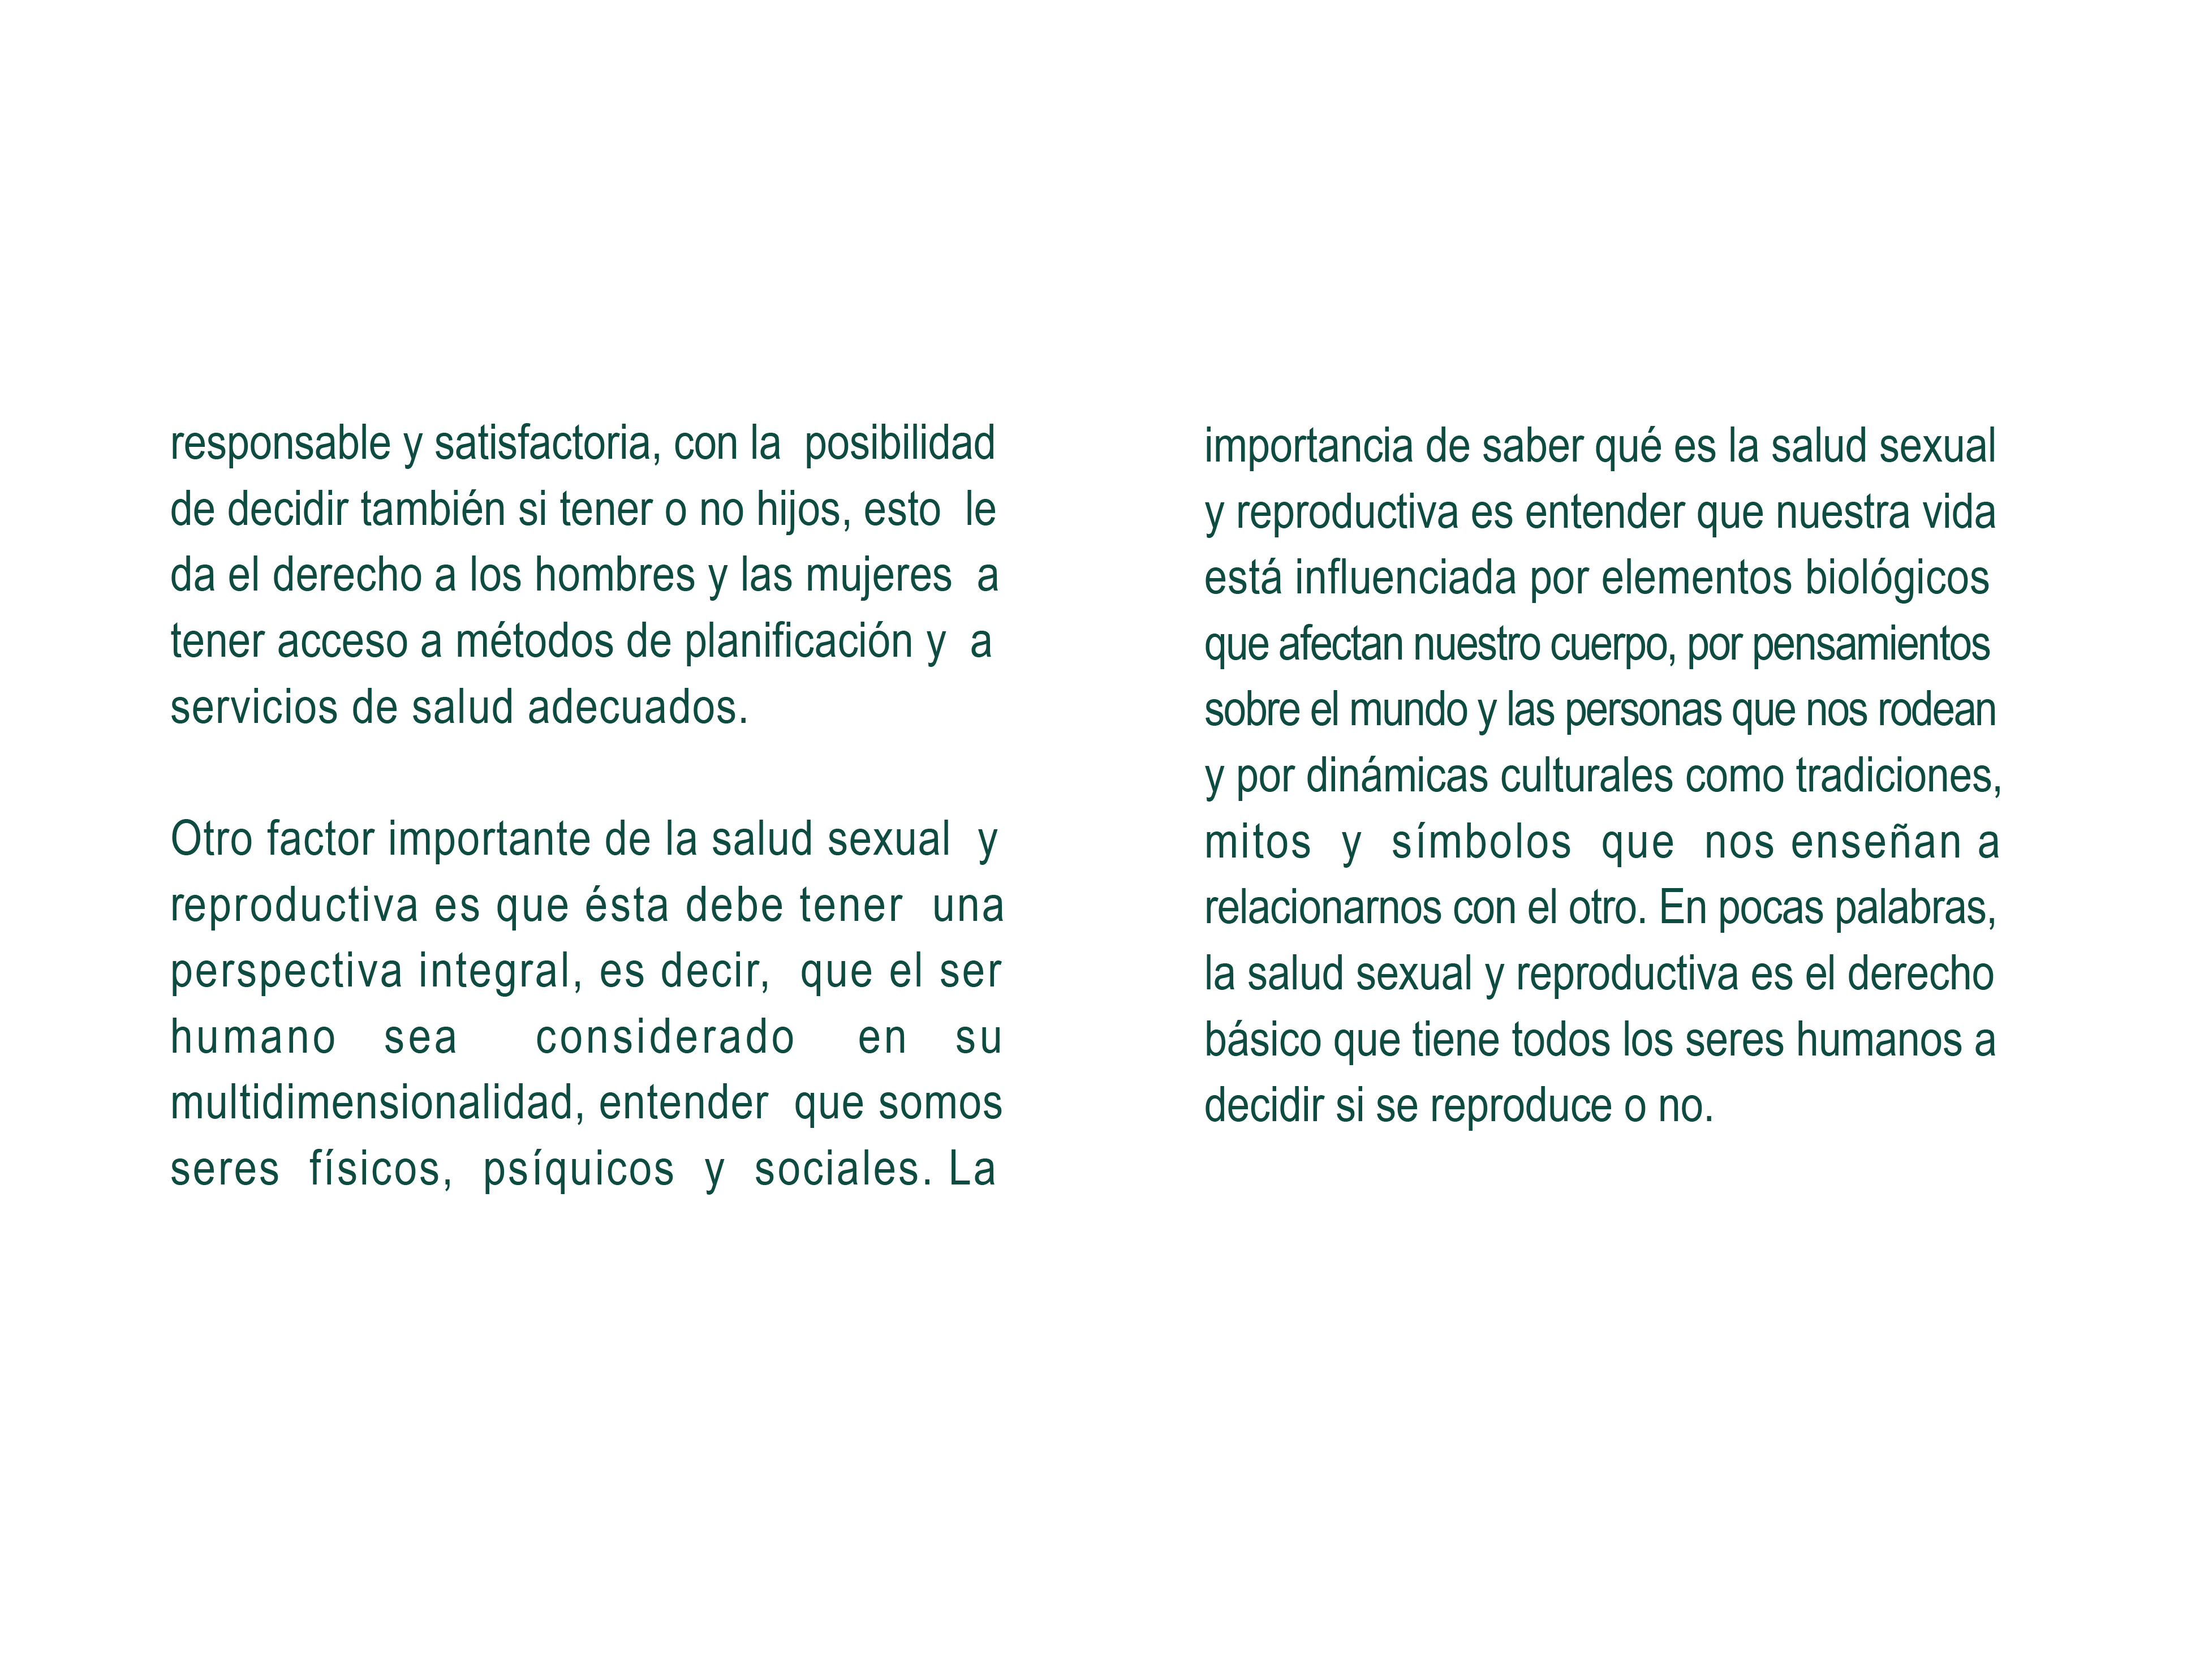 responsable y satisfactoria, con la posibilidad
de decidir también si tener o no hijos, esto le
da el derecho a los hombres y las mujeres a
tener acceso a métodos de planificación y a
servicios de salud adecuados.
Otro factor importante de la salud sexual y
reproductiva es que ésta debe tener una
perspectiva integral, es decir, que el ser
humano sea considerado en su
multidimensionalidad, entender que somos
seres físicos, psíquicos y sociales. La
importancia de saber qué es la salud sexual
y reproductiva es entender que nuestra vida
está influenciada por elementos biológicos
que afectan nuestro cuerpo, por pensamientos
sobre el mundo y las personas que nos rodean
y por dinámicas culturales como tradiciones,
mitos y símbolos que nos enseñan a
relacionarnos con el otro. En pocas palabras,
la salud sexual y reproductiva es el derecho
básico que tiene todos los seres humanos a
decidir si se reproduce o no.